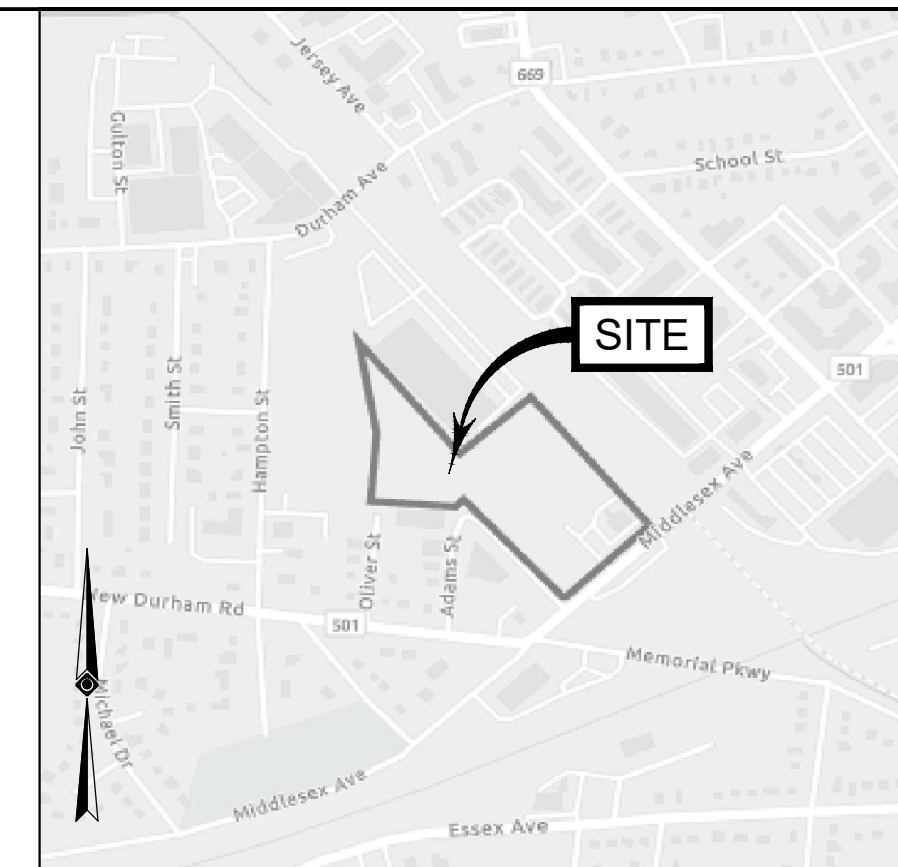 Jersey Ave
669
Gulton St
School St
Durham Ave
SITE
501
John St
Smith St
Hampton St
Middlesex Ave
Oliver St
Adams St
New Durham Rd
501
Memorial Pkwy
Michael Dr
Middlesex Ave
Essex Ave